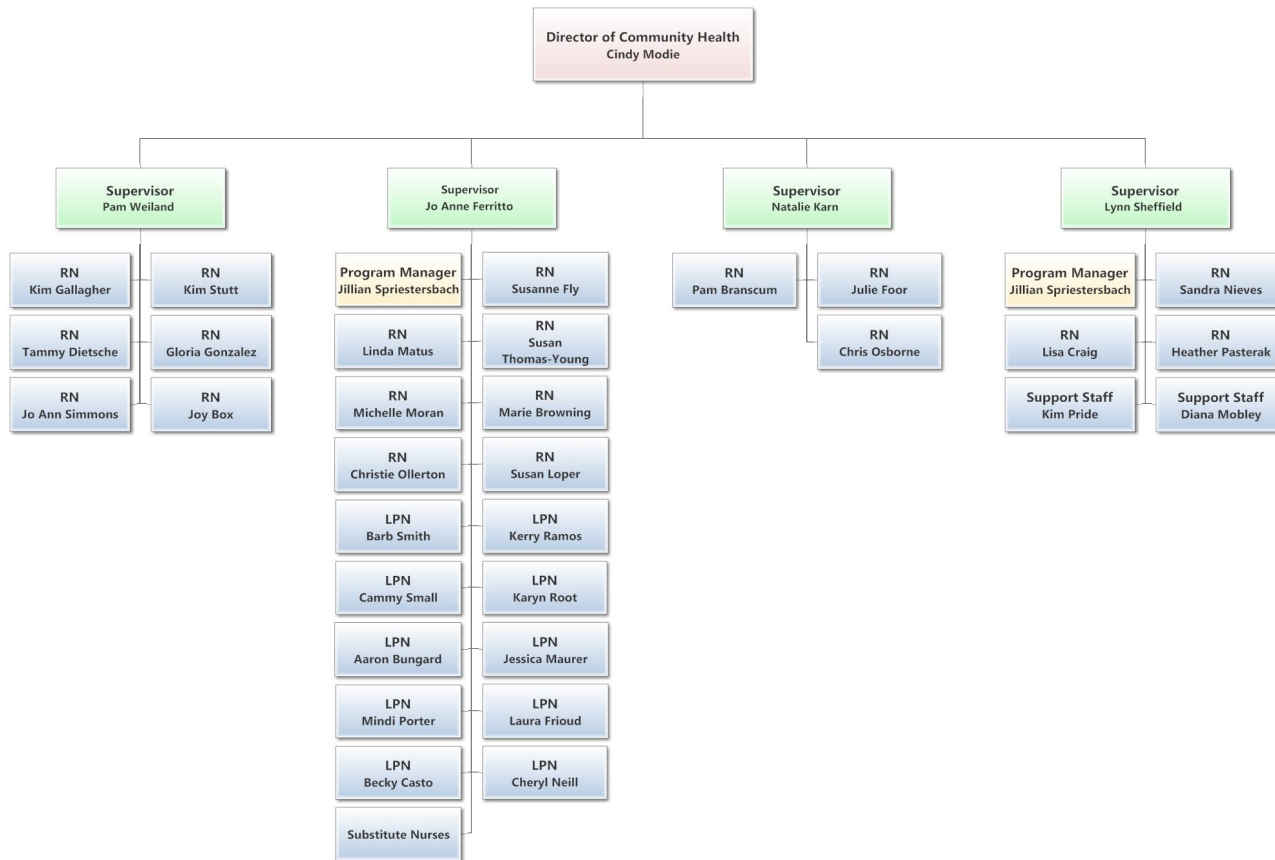 Director of Community Health
Cindy Modie
Supervisor
Pam Weiland
RN
Kim Gallagher
RN
Kim Stutt
RN
Tammy Dietsche
RN
Gloria Gonzalez
RN
Jo Ann Simmons
RN
Joy Box
Supervisor
Jo Anne Ferritto
Program Manager
Jillian Spriestersbach
RN
Susanne Fly
RN
Linda Matus
RN
Susan
Thomas-Young
RN
Michelle Moran
RN
Marie Browning
RN
Christie Ollerton
RN
Susan Loper
LPN
Barb Smith
LPN
Kerry Ramos
LPN
Cammy Small
LPN
Karyn Root
LPN
Aaron Bungard
LPN
Jessica Maurer
LPN
Mindi Porter
LPN
Laura Frioud
LPN
Becky Casto
LPN
Cheryl Neill
Substitute Nurses
Supervisor
Natalie Karn
RN
Pam Branscum
RN
Julie Foor
RN
Chris Osborne
Supervisor
Lynn Sheffield
Program Manager
Jillian Spriestersbach
RN
Sandra Nieves
RN
Lisa Craig
RN
Heather Pasterak
Support Staff
Kim Pride
Support Staff
Diana Mobley